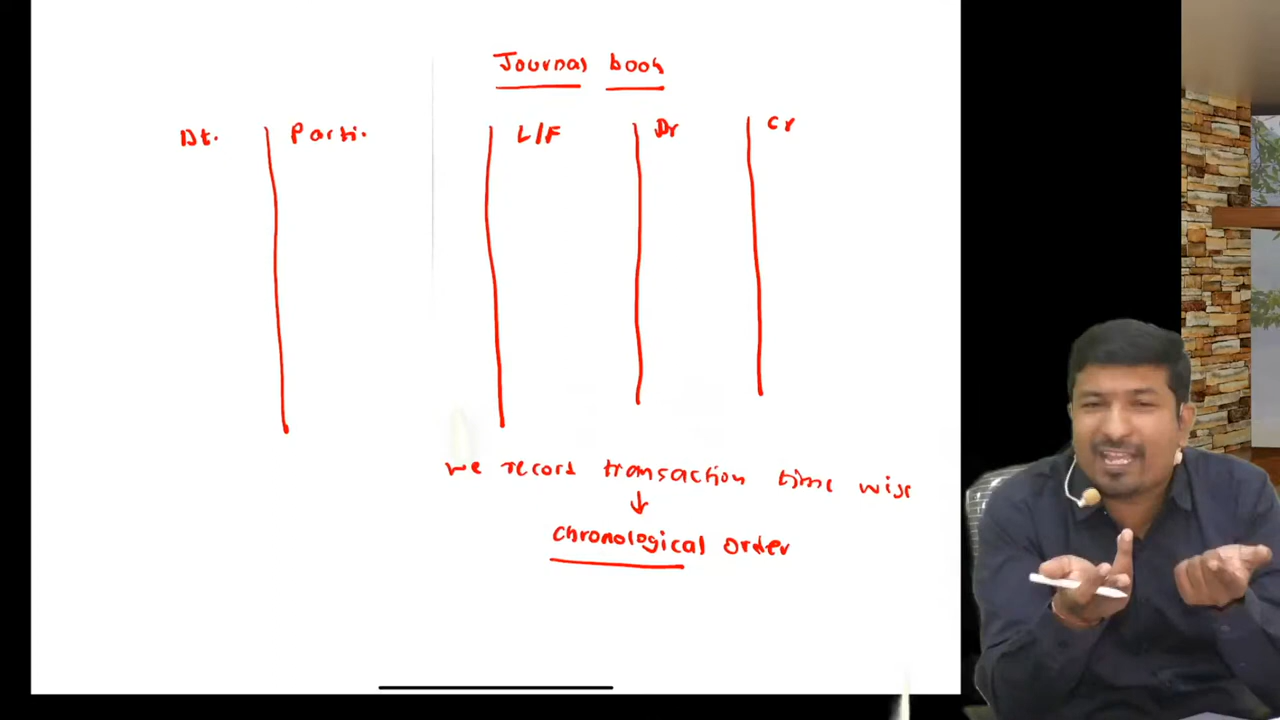 Journal book
Dt. Parti. L/F Dr Cr
we record transaction time wise
chronological order